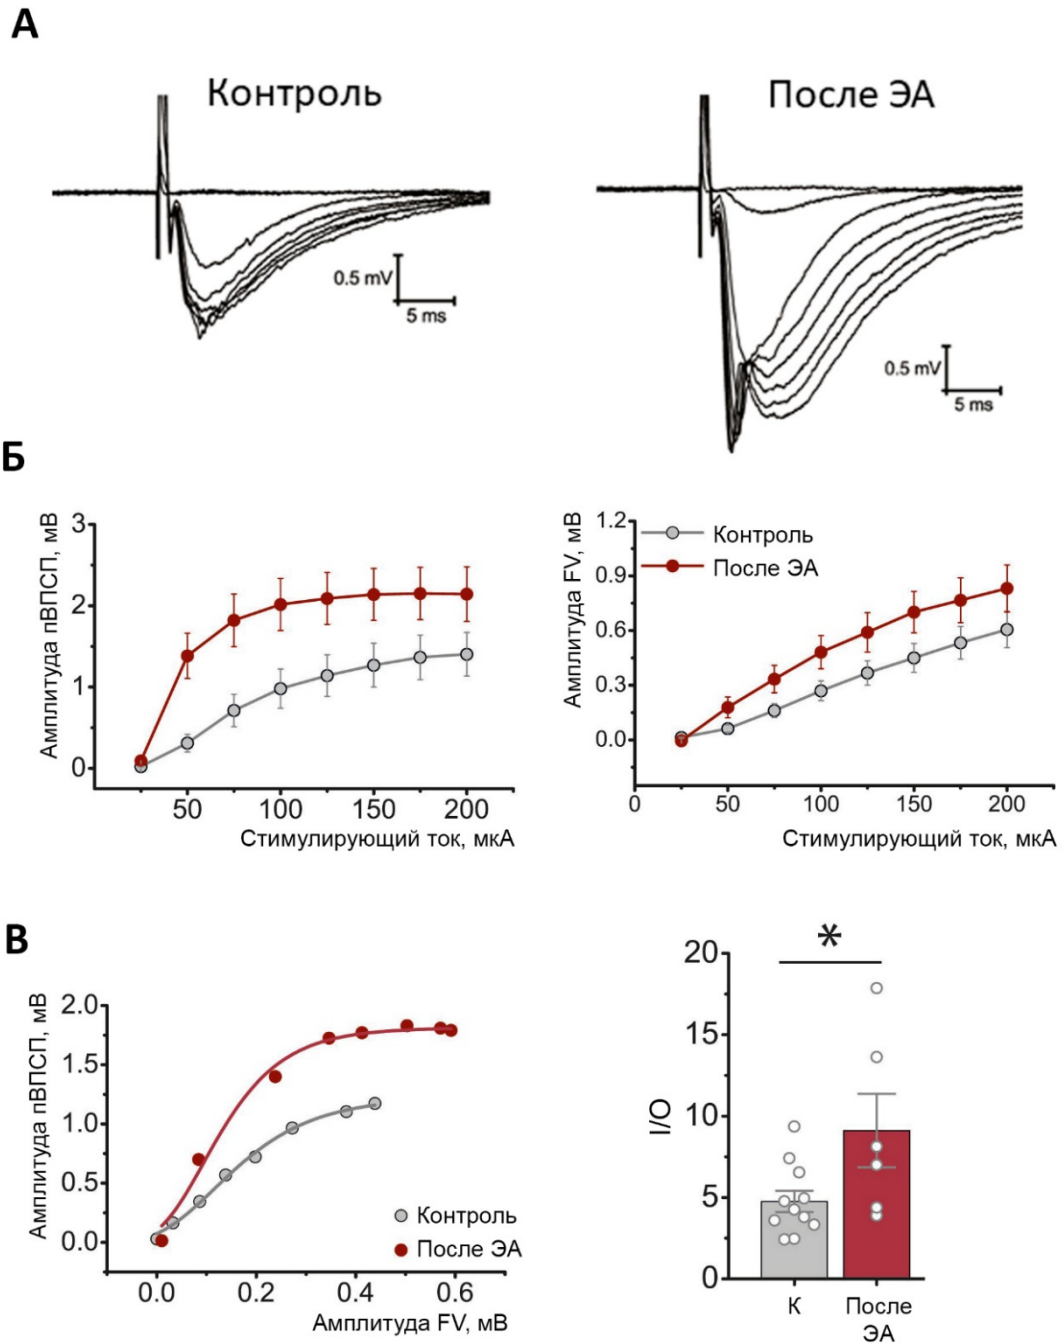 А
Контроль
После ЭА
0.5 mV
5 ms
0.5 mV
5 ms
Б
Амплитуда пВПСП, мВ
3
2
1
0
50 100 150 200
Стимулирующий ток, мкА
Амплитуда FV, мВ
1.2
0.9
0.6
0.3
0.0
0 50 100 150 200
Стимулирующий ток, мкА
Контроль
После ЭА
В
Амплитуда пВПСП, мВ
2.0
1.5
1.0
0.5
0.0
0.0 0.2 0.4 0.6
Амплитуда FV, мВ
Контроль
После ЭА
I/O
20
15
10
5
0
*
К
После
ЭА